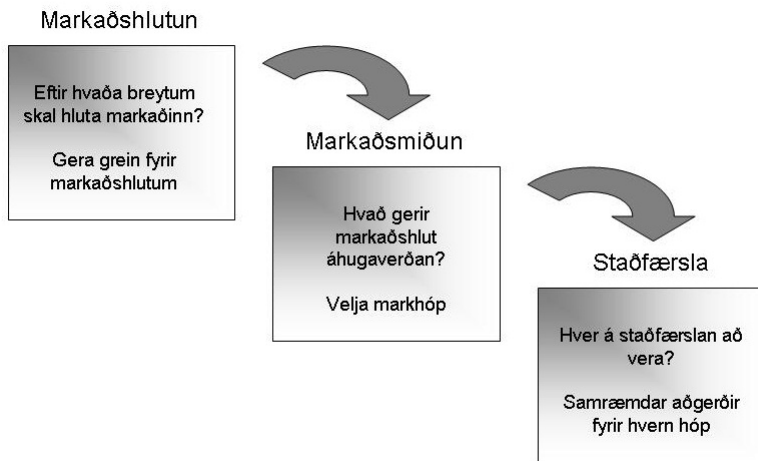 Markaðshlutun
Eftir hvaða breytum
skal hluta markaðinn?
Gera grein fyrir
markaðshlutum
Markaðsmiðun
Hvað gerir
markaðshlut
áhugaverðan?
Velja markhóp
Staðfærsla
Hver á staðfærslan að
vera?
Samræmdar aðgerðir
fyrir hvern hóp